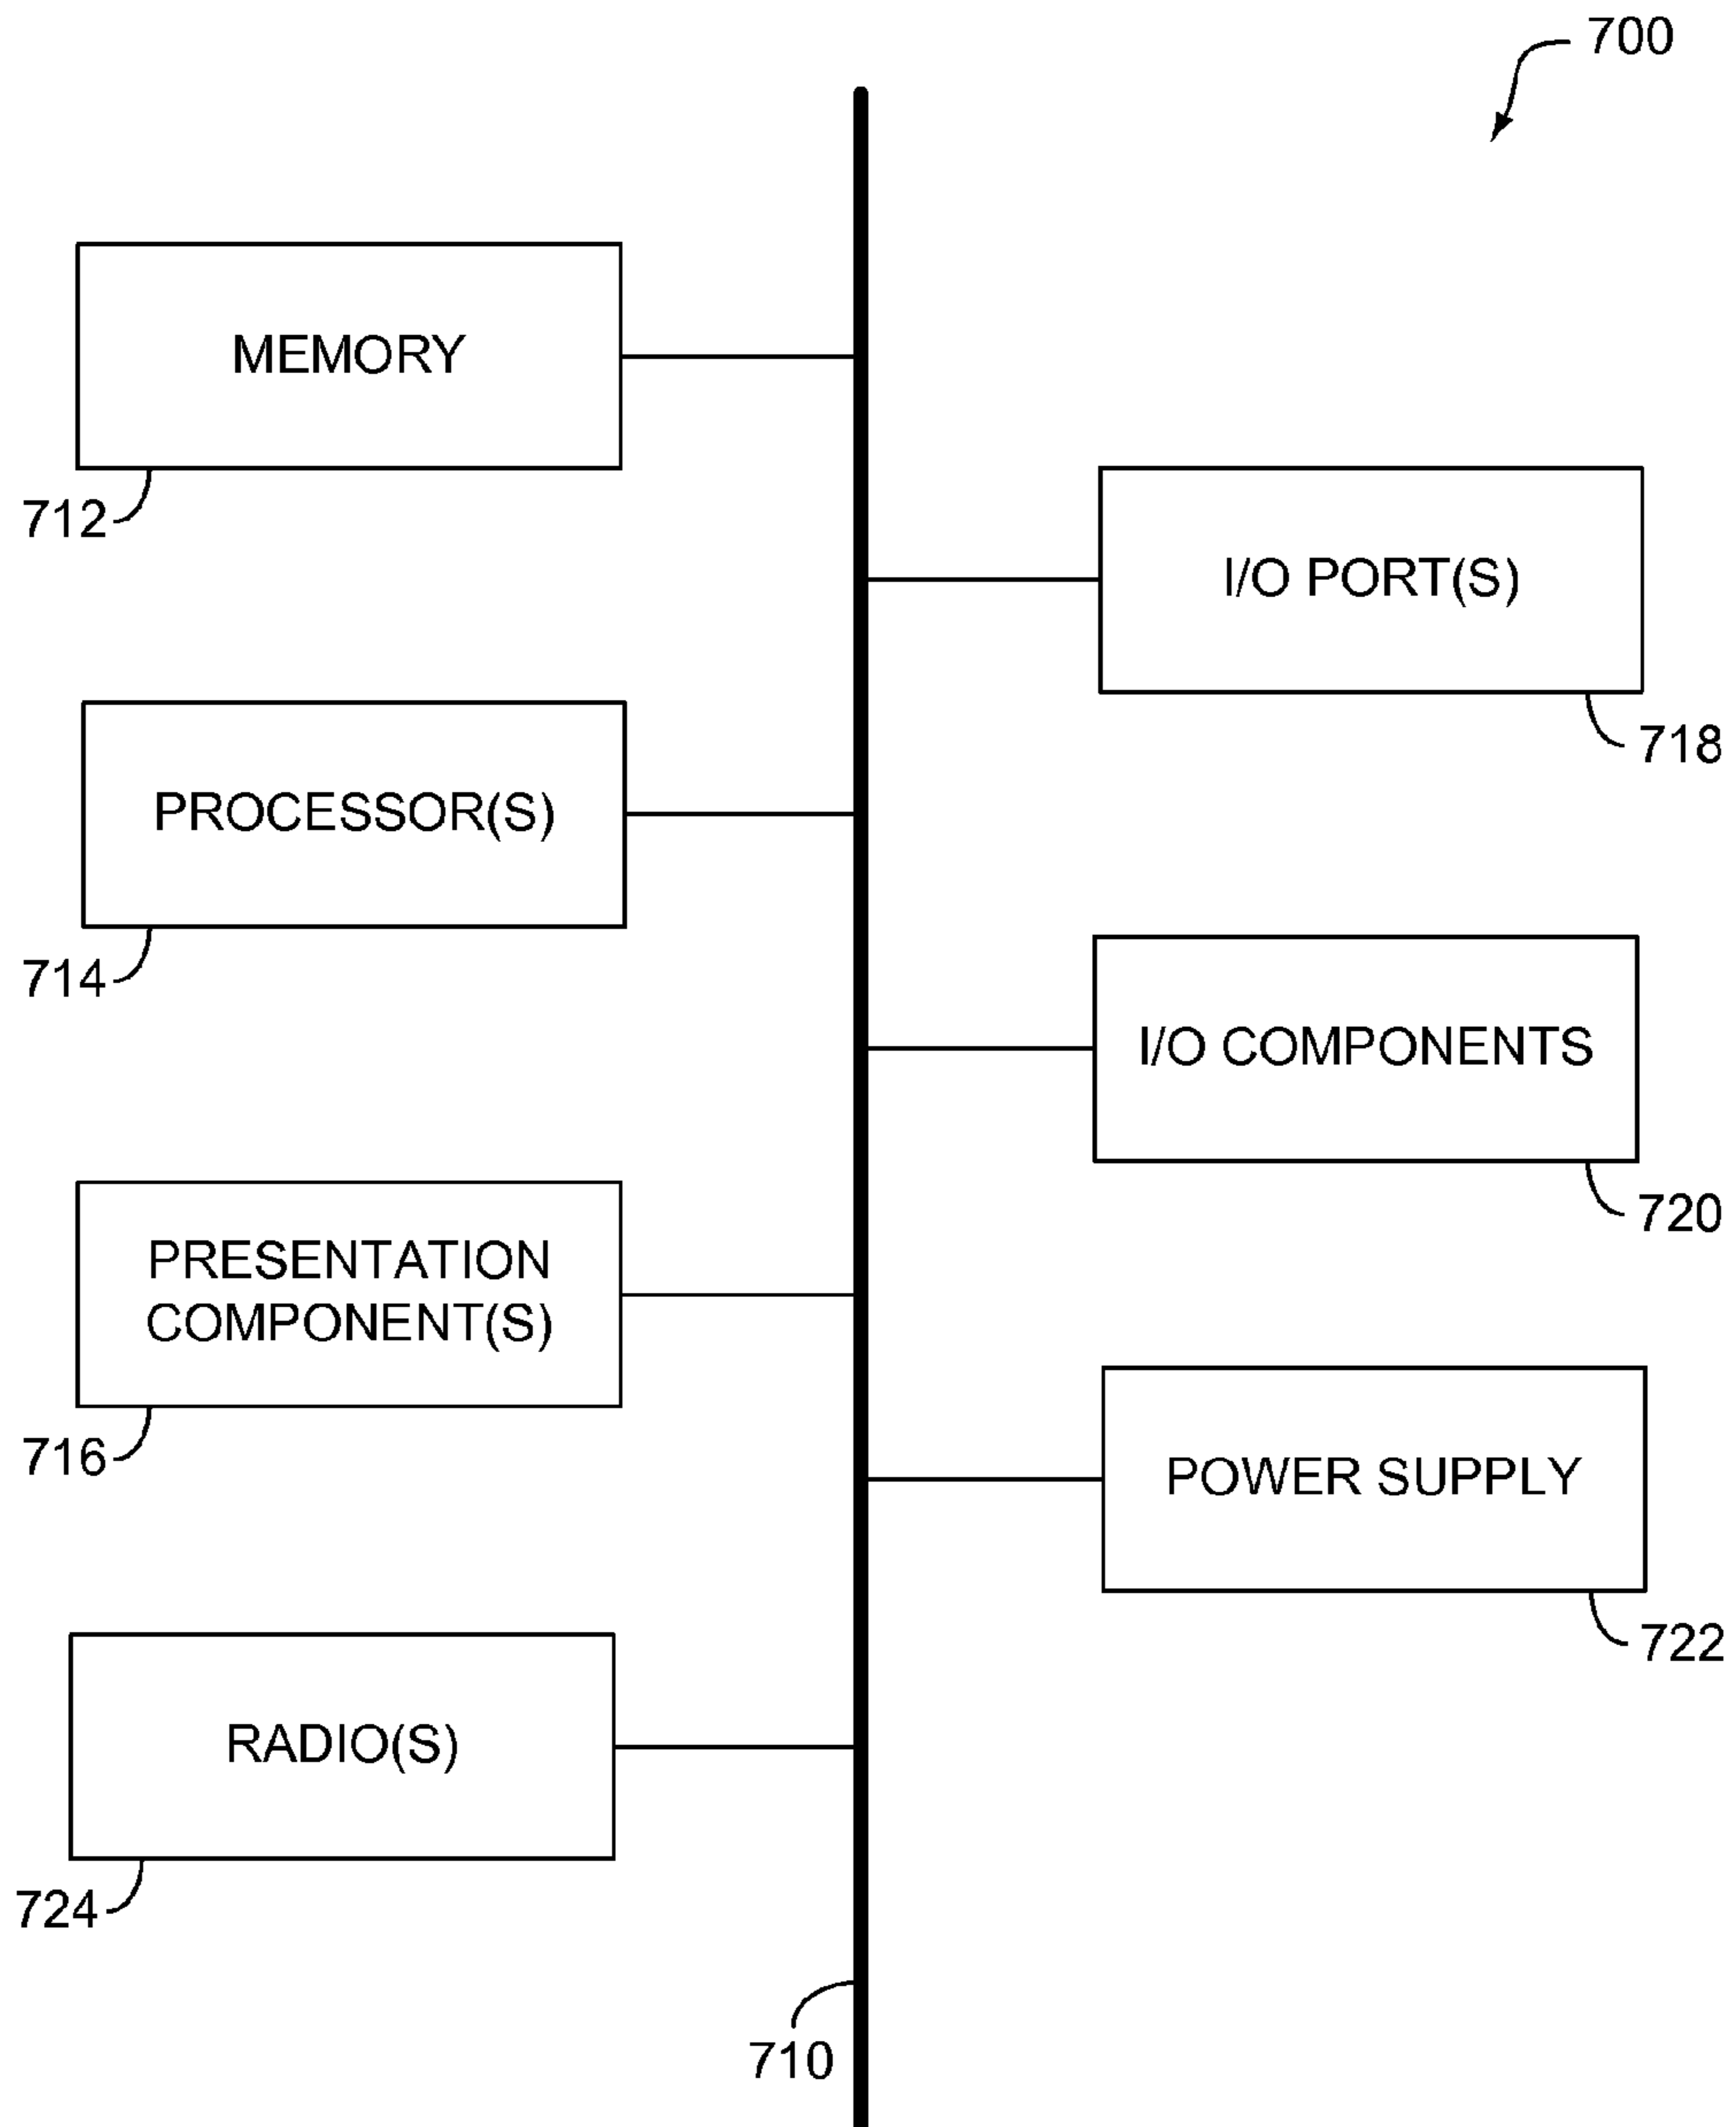 700
MEMORY
712
I/O PORT(S)
718
PROCESSOR(S)
714
I/O COMPONENTS
720
PRESENTATION
COMPONENT(S)
716
POWER SUPPLY
722
RADIO(S)
724
710